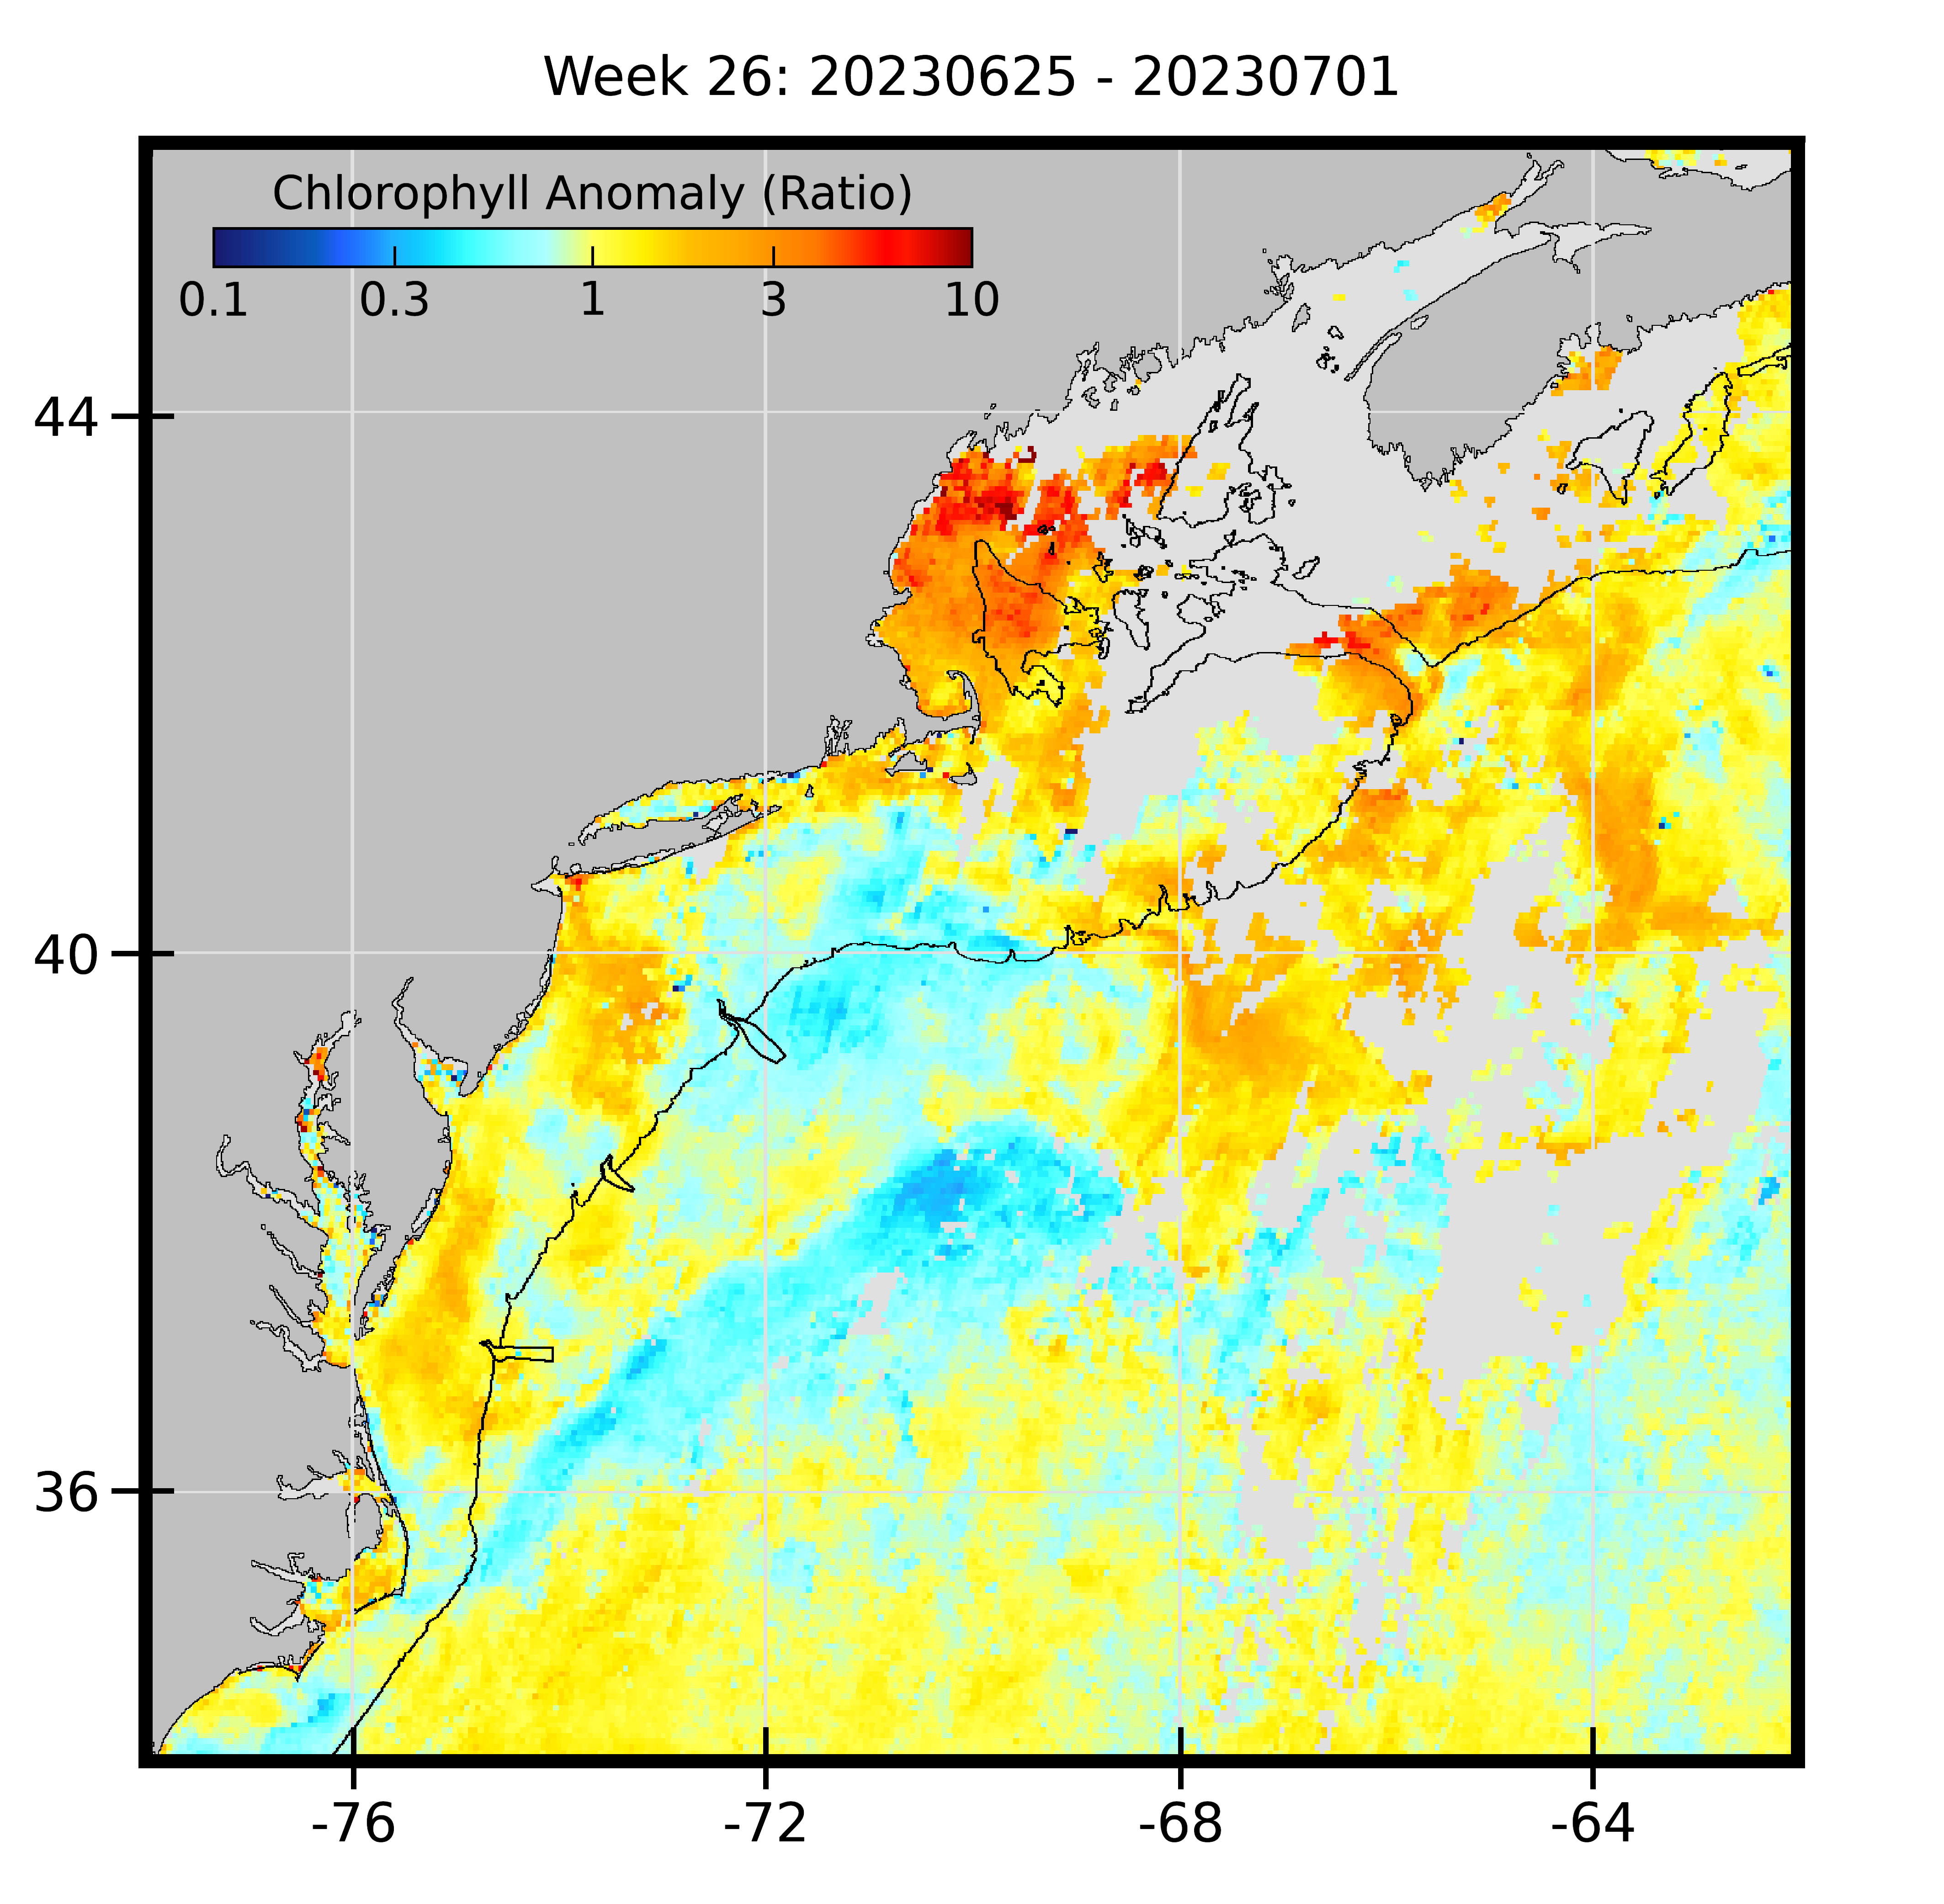 Week 26: 20230625 - 20230701
Chlorophyll Anomaly (Ratio)
0.1 0.3 1 3 10
44
40
36
-76 -72 -68 -64